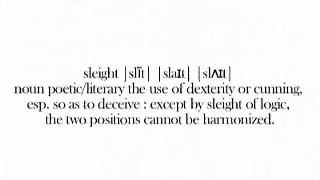 sleight |slīt| |slaɪt| |slʌɪt|
noun poetic/literary the use of dexterity or cunning,
esp. so as to deceive : except by sleight of logic,
the two positions cannot be harmonized.